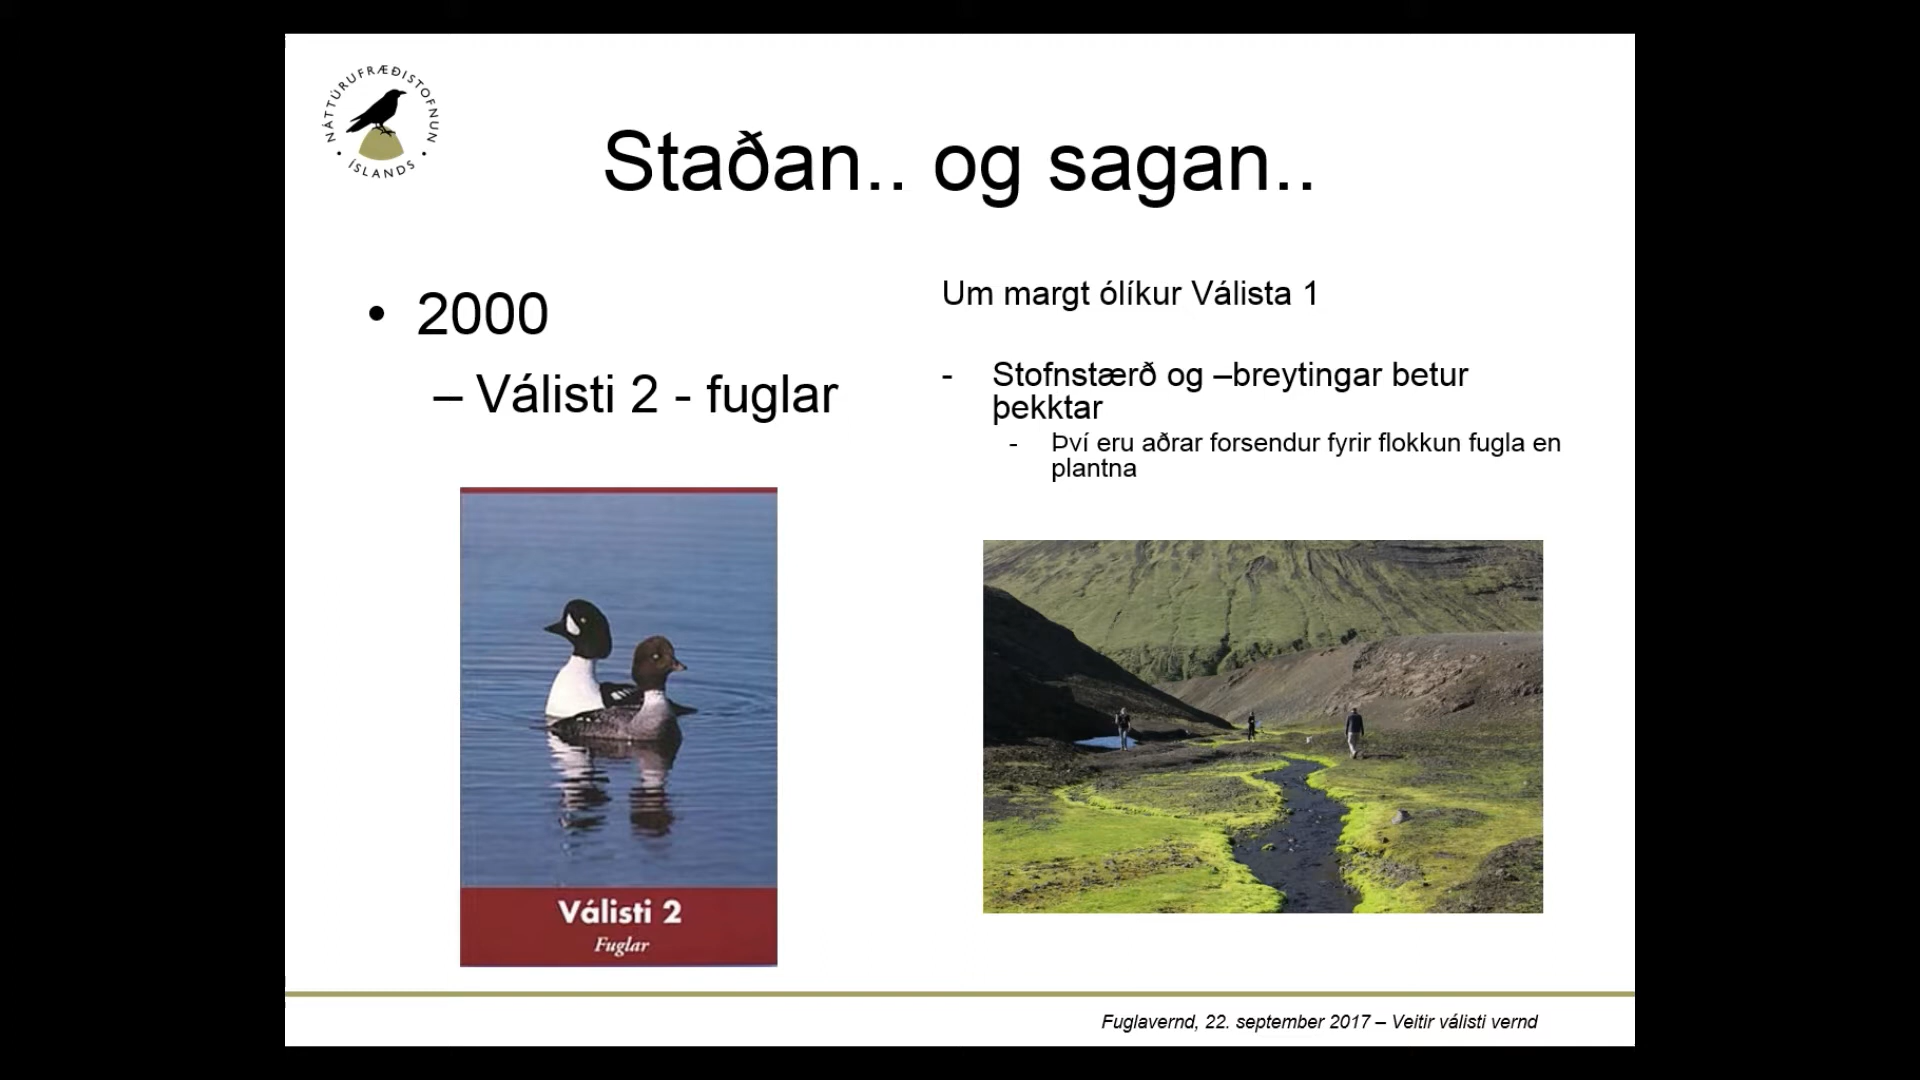 NÁTTÚRUFRÆÐISTOFNUN
• ÍSLANDS •
Staðan.. og sagan..
• 2000
– Válisti 2 - fuglar
Um margt ólíkur Válista 1
- Stofnstærð og –breytingar betur
þekktar
- Því eru aðrar forsendur fyrir flokkun fugla en
plantna
Válisti 2
Fuglar
Fuglavernd, 22. september 2017 – Veitir válisti vernd